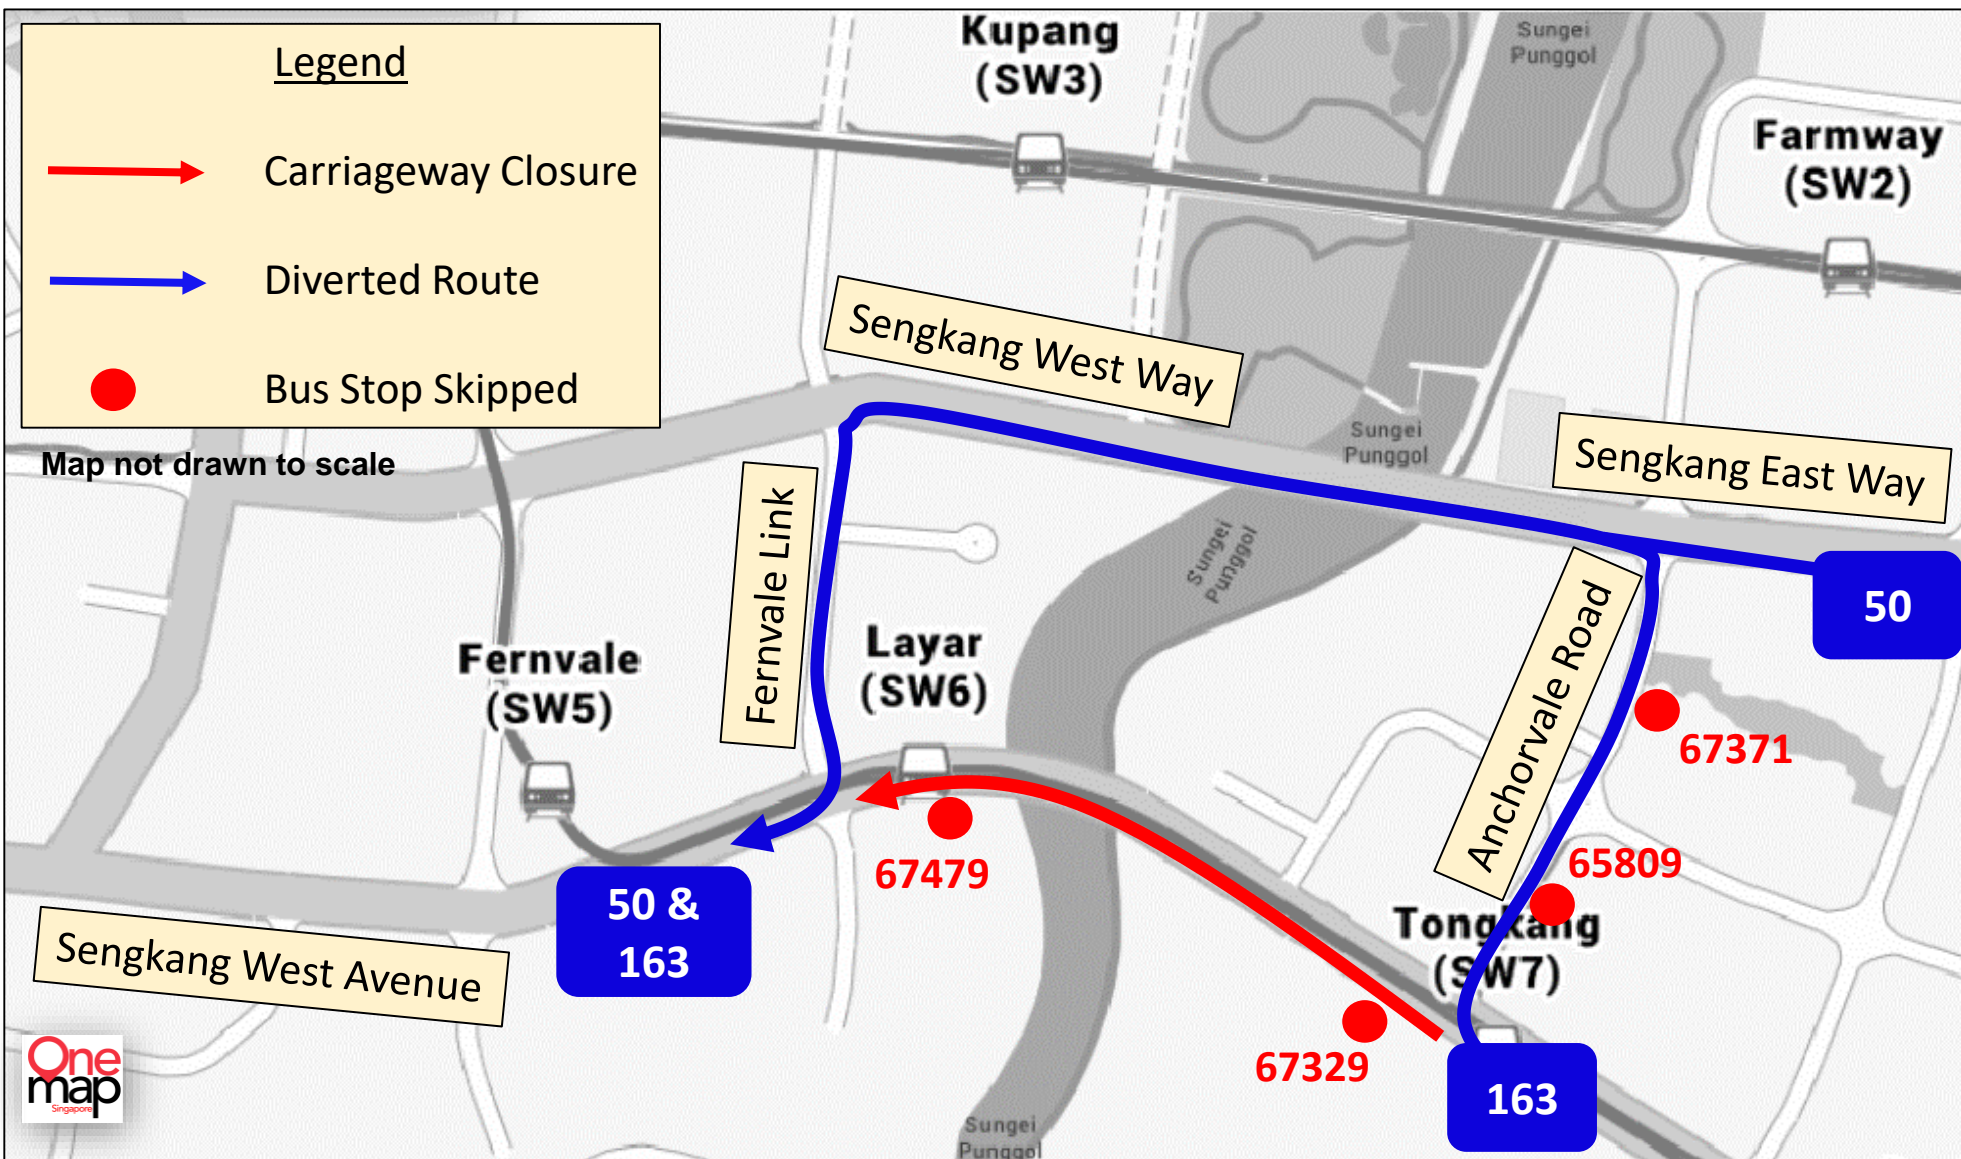 Legend
Carriageway Closure
Diverted Route
Bus Stop Skipped
Map not drawn to scale
Kupang
(SW3)
Sungei
Punggol
Farmway
(SW2)
Sengkang West Way
Sungei
Punggol
Sengkang East Way
Fernvale Link
Sungei
Punggol
Anchorvale Road
50
Fernvale
(SW5)
Layar
(SW6)
67371
67479
65809
50 &
163
Tongkang
(SW7)
Sengkang West Avenue
67329
163
One
map
Singapore
Sungei
Punggol